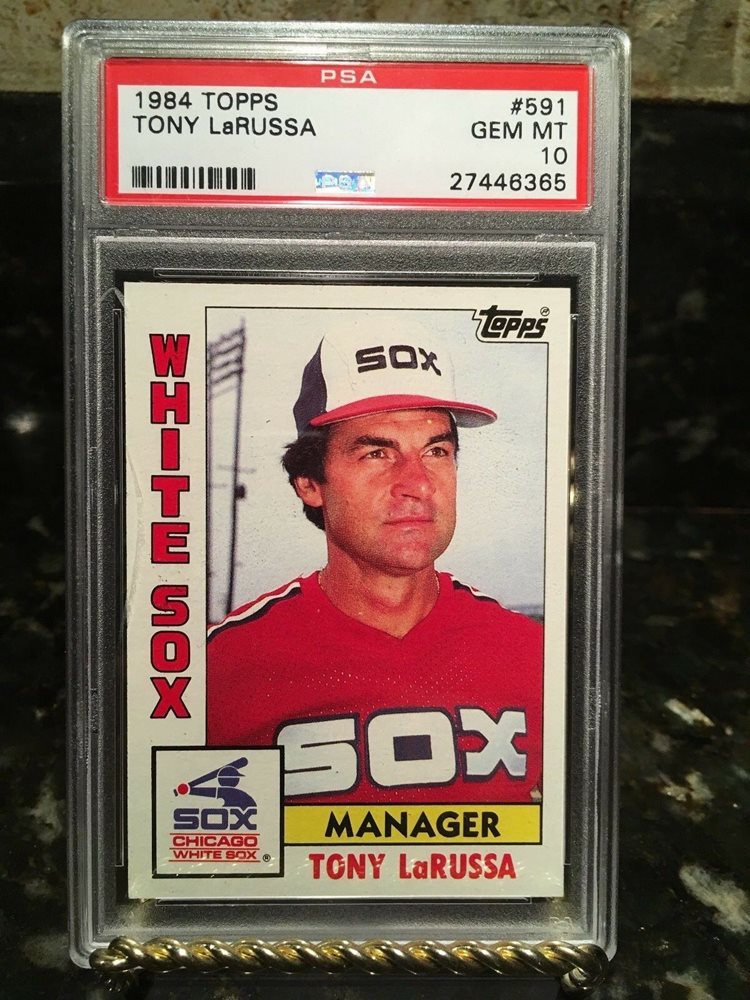 PSA
1984 TOPPS #591
TONY LaRUSSA GEM MT
10
27446365
Topps
WHITE SOX
SOX
SOX
SOX
CHICAGO
WHITE SOX ®
MANAGER
TONY LaRUSSA